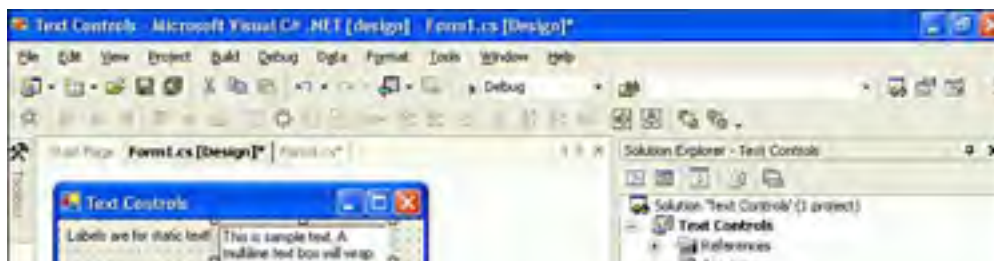 Text Controls - Microsoft Visual C# .NET [design] - Form1.cs [Design]*
File Edit View Project Build Debug Data Format Tools Window Help
Debug
Start Page Form1.cs [Design]* Form1.cs*
Solution Explorer - Text Controls
Toolbox
Solution 'Text Controls' (1 project)
Text Controls
Text Controls
References
Labels are for static text! This is sample text. A
multiline text box will wrap